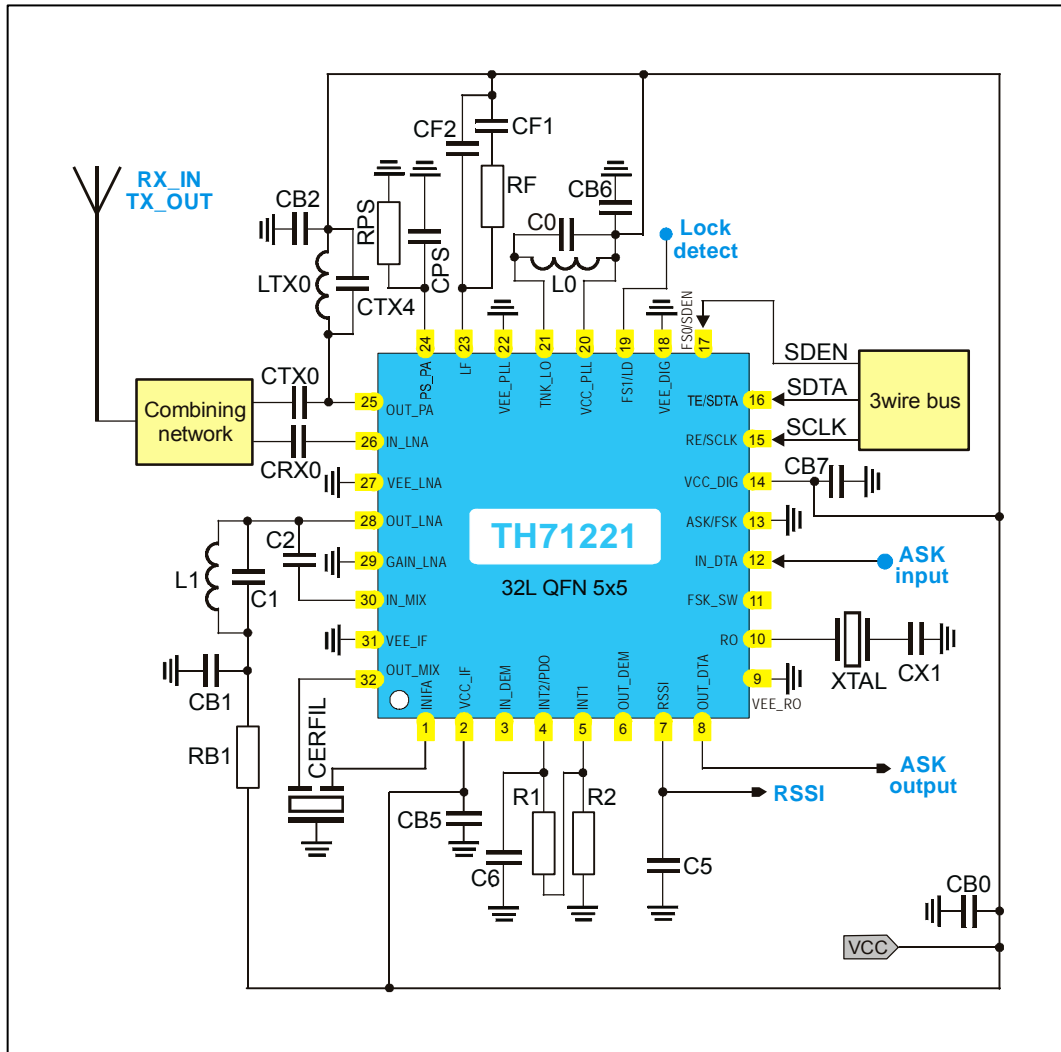 CF2
CF1
RX_IN
TX_OUT
CB2
RPS
CPS
RF
CB6
C0
L0
Lock
detect
LTX0
CTX4
FS0/SDEN
24
23
22
21
20
19
18
17
PS_PA
LF
VEE_PLL
TNK_LO
VCC_PLL
FS1/LD
VEE_DIG
SDEN
SDTA
SCLK
3wire bus
Combining
network
CTX0
CRX0
25
OUT_PA
26
IN_LNA
27
VEE_LNA
28
OUT_LNA
29
GAIN_LNA
30
IN_MIX
31
VEE_IF
32
OUT_MIX
TE/SDTA
16
RE/SCLK
15
VCC_DIG
14
CB7
ASK/FSK
13
IN_DTA
12
ASK
input
FSK_SW
11
RO
10
XTAL
CX1
9
VEE_RO
TH71221
32L QFN 5x5
C2
L1
C1
CB1
RB1
CERFIL
INIFA
VCC_IF
IN_DEM
INT2/PDO
INT1
OUT_DEM
RSSI
OUT_DTA
1
2
3
4
5
6
7
8
CB5
C6
R1
R2
C5
RSSI
ASK
output
CB0
VCC